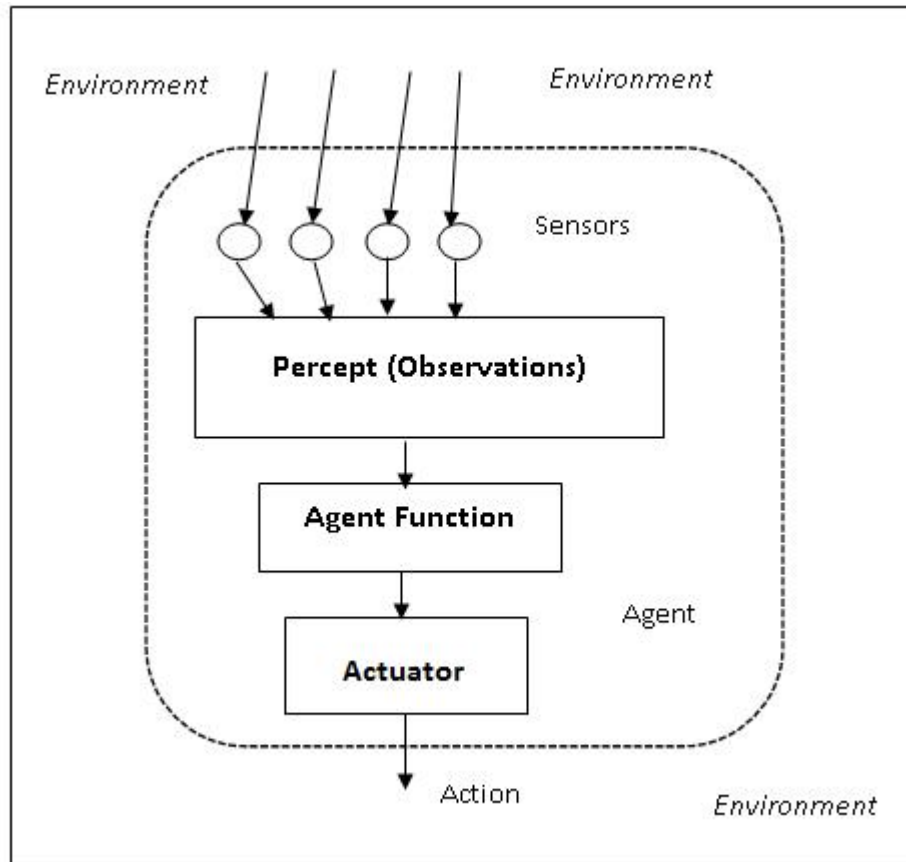 Environment
Environment
Sensors
Percept (Observations)
Agent Function
Agent
Actuator
Action
Environment